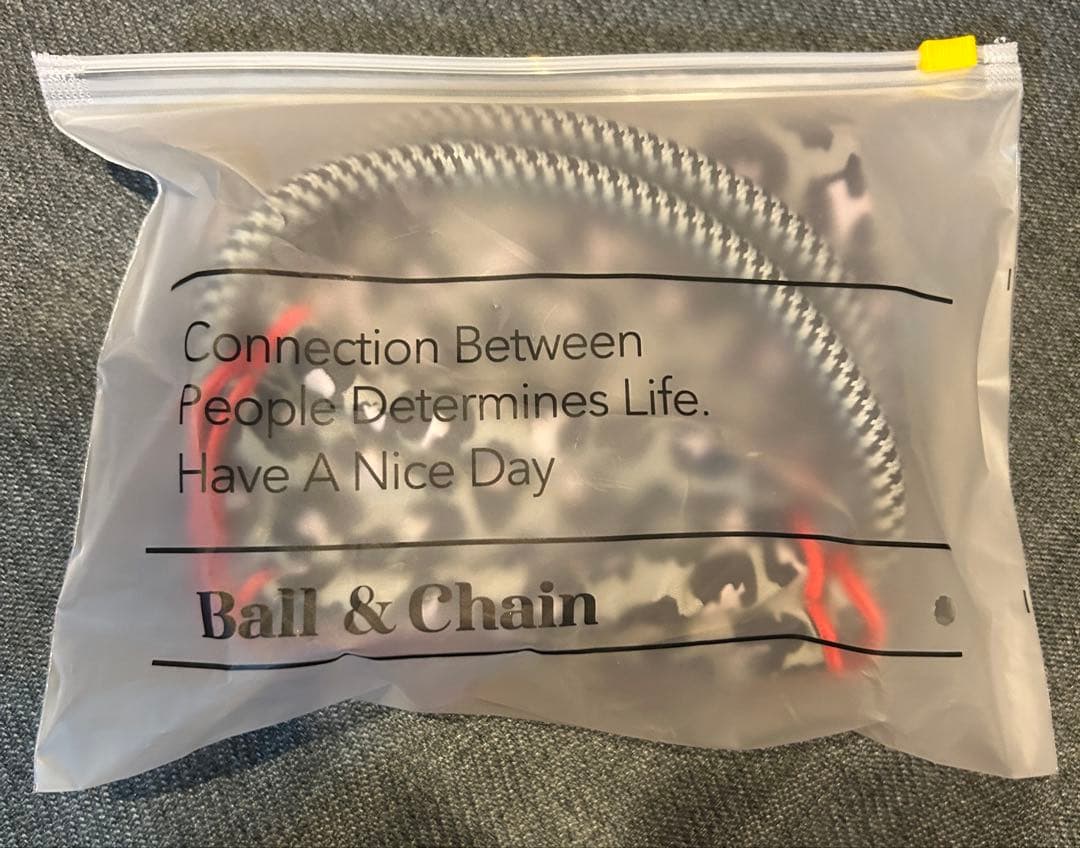 Connection Between
People Determines Life.
Have A Nice Day
Ball & Chain